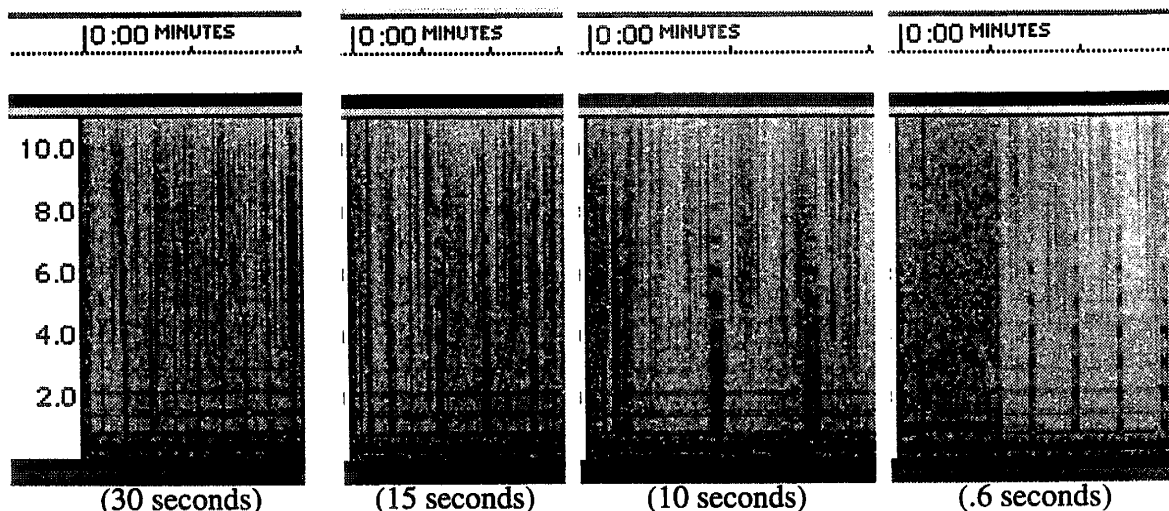 0:00 MINUTES 0:00 MINUTES 0:00 MINUTES 0:00 MINUTES
10.0
8.0
6.0
4.0
2.0
(30 seconds) (15 seconds) (10 seconds) (.6 seconds)